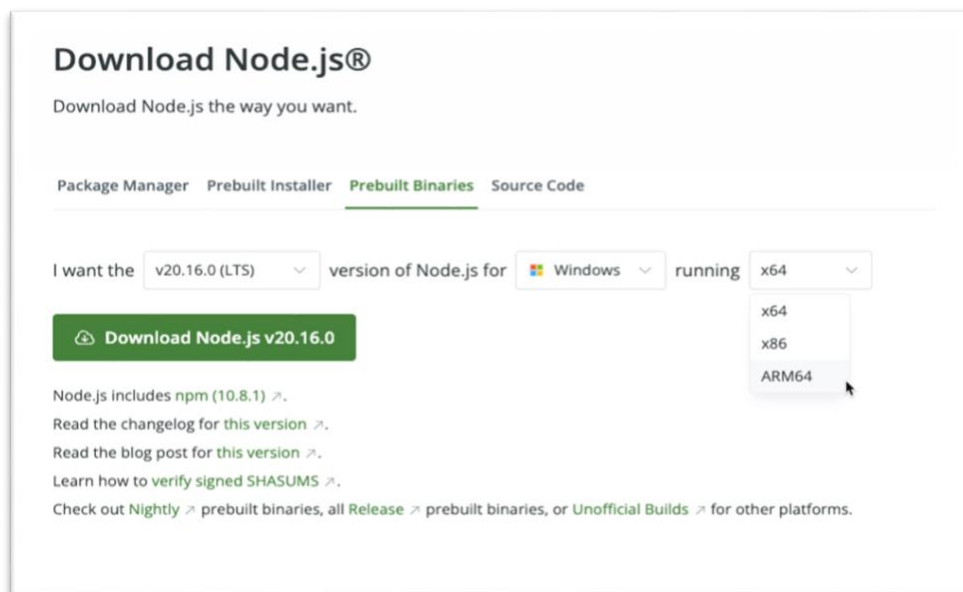 Download Node.js®
Download Node.js the way you want.
Package Manager Prebuilt Installer Prebuilt Binaries Source Code
I want the v20.16.0 (LTS) version of Node.js for Windows running x64
x64
x86
ARM64
Download Node.js v20.16.0
Node.js includes npm (10.8.1) ↗.
Read the changelog for this version ↗.
Read the blog post for this version ↗.
Learn how to verify signed SHASUMS ↗.
Check out Nightly ↗ prebuilt binaries, all Release ↗ prebuilt binaries, or Unofficial Builds ↗ for other platforms.